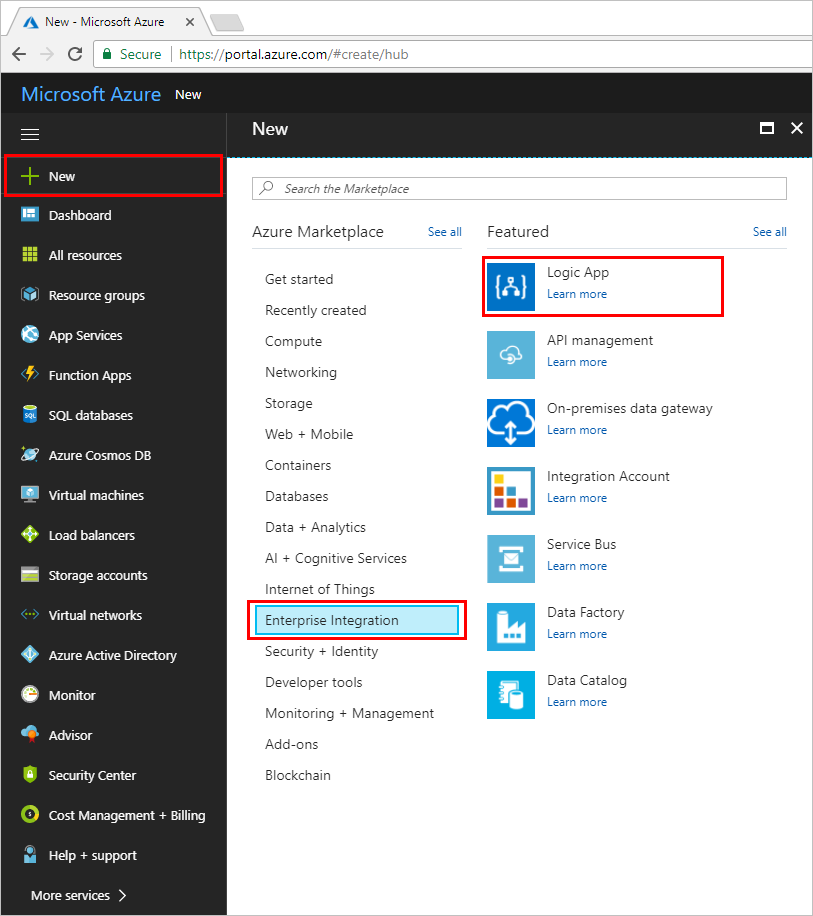 New - Microsoft Azure
Secure https://portal.azure.com/#create/hub
Microsoft Azure New
New
Dashboard
All resources
Resource groups
App Services
Function Apps
SQL databases
Azure Cosmos DB
Virtual machines
Load balancers
Storage accounts
Virtual networks
Azure Active Directory
Monitor
Advisor
Security Center
Cost Management + Billing
Help + support
More services
New
Search the Marketplace
Azure Marketplace See all
Get started
Recently created
Compute
Networking
Storage
Web + Mobile
Containers
Databases
Data + Analytics
AI + Cognitive Services
Internet of Things
Enterprise Integration
Security + Identity
Developer tools
Monitoring + Management
Add-ons
Blockchain
Featured See all
Logic App
Learn more
API management
Learn more
On-premises data gateway
Learn more
Integration Account
Learn more
Service Bus
Learn more
Data Factory
Learn more
Data Catalog
Learn more